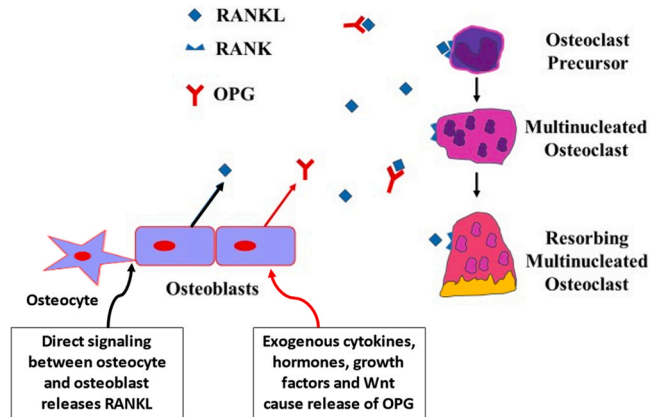 RANKL
RANK
OPG
Osteoclast
Precursor
Multinucleated
Osteoclast
Resorbing
Multinucleated
Osteoclast
Osteocyte
Osteoblasts
Direct signaling
between osteocyte
and osteoblast
releases RANKL
Exogenous cytokines,
hormones, growth
factors and Wnt
cause release of OPG